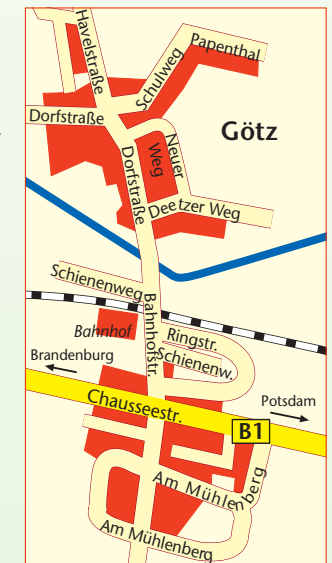 Havelstraße
Papenthal
Schulweg
Dorfstraße
Götz
Neuer
Weg
Dorfstraße
Deetzer Weg
Schienenweg
Bahnhofstr.
Bahnhof
Ringstr.
Schienenw.
Brandenburg
Potsdam
Chausseestr.
B1
Am Mühlenberg
Am Mühlenberg